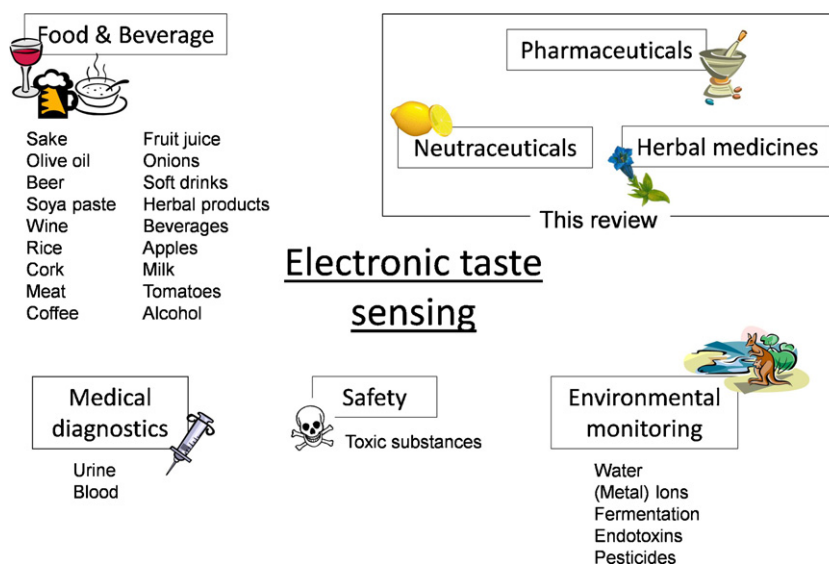 Food & Beverage
Sake
Olive oil
Beer
Soya paste
Wine
Rice
Cork
Meat
Coffee
Fruit juice
Onions
Soft drinks
Herbal products
Beverages
Apples
Milk
Tomatoes
Alcohol
Pharmaceuticals
Neutraceuticals
Herbal medicines
This review
Electronic taste
sensing
Medical
diagnostics
Urine
Blood
Safety
Toxic substances
Environmental
monitoring
Water
(Metal) Ions
Fermentation
Endotoxins
Pesticides